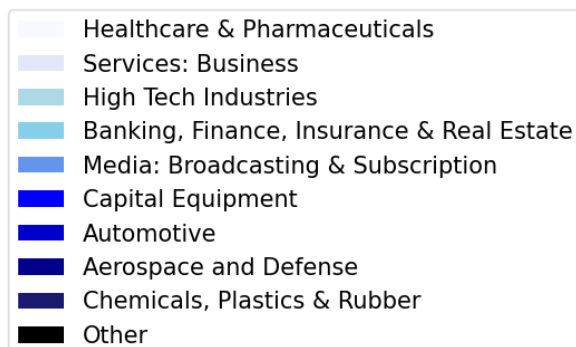 Healthcare & Pharmaceuticals
Services: Business
High Tech Industries
Banking, Finance, Insurance & Real Estate
Media: Broadcasting & Subscription
Capital Equipment
Automotive
Aerospace and Defense
Chemicals, Plastics & Rubber
Other